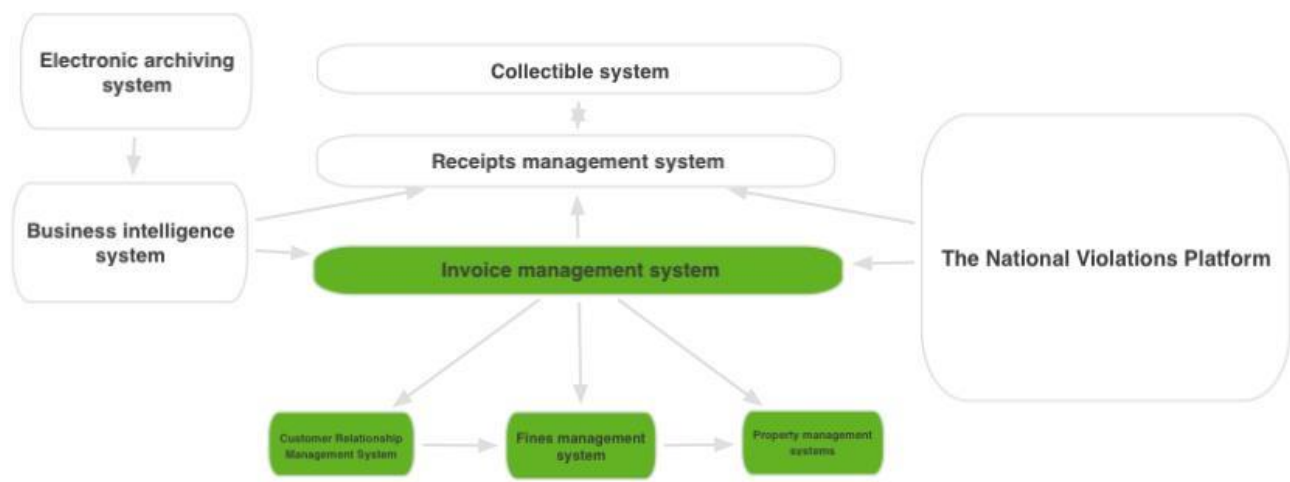 Electronic archiving
system
Collectible system
Receipts management system
Business intelligence
system
Invoice management system
The National Violations Platform
Customer Relationship
Management System
Fines management
system
Property management
systems